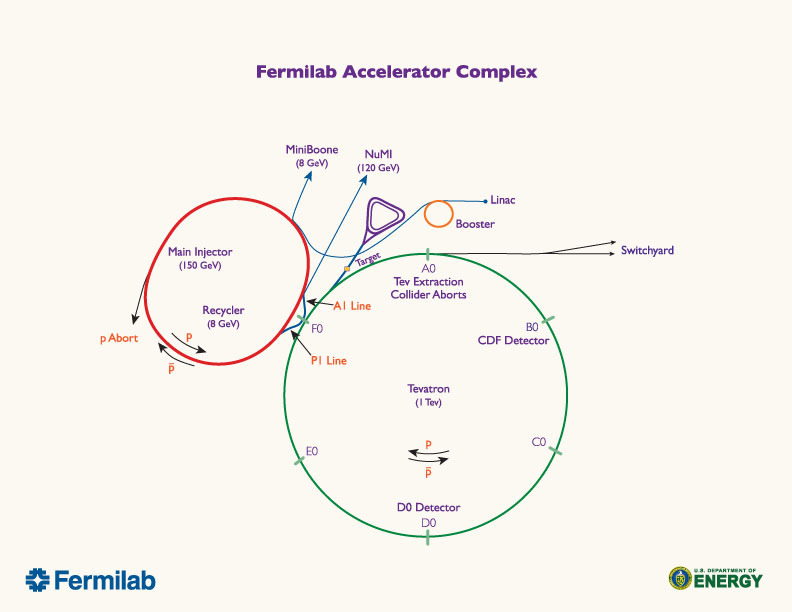 Fermilab Accelerator Complex
MiniBoone
(8 GeV)
NuMI
(120 GeV)
Linac
Booster
Switchyard
Main Injector
(150 GeV)
Target
A0
Tev Extraction
Collider Aborts
Recycler
(8 GeV)
A1 Line
F0
B0
CDF Detector
p Abort
p
p̅
P1 Line
Tevatron
(1 Tev)
E0
C0
p
p̅
D0 Detector
D0
Fermilab
U.S. DEPARTMENT OF
ENERGY